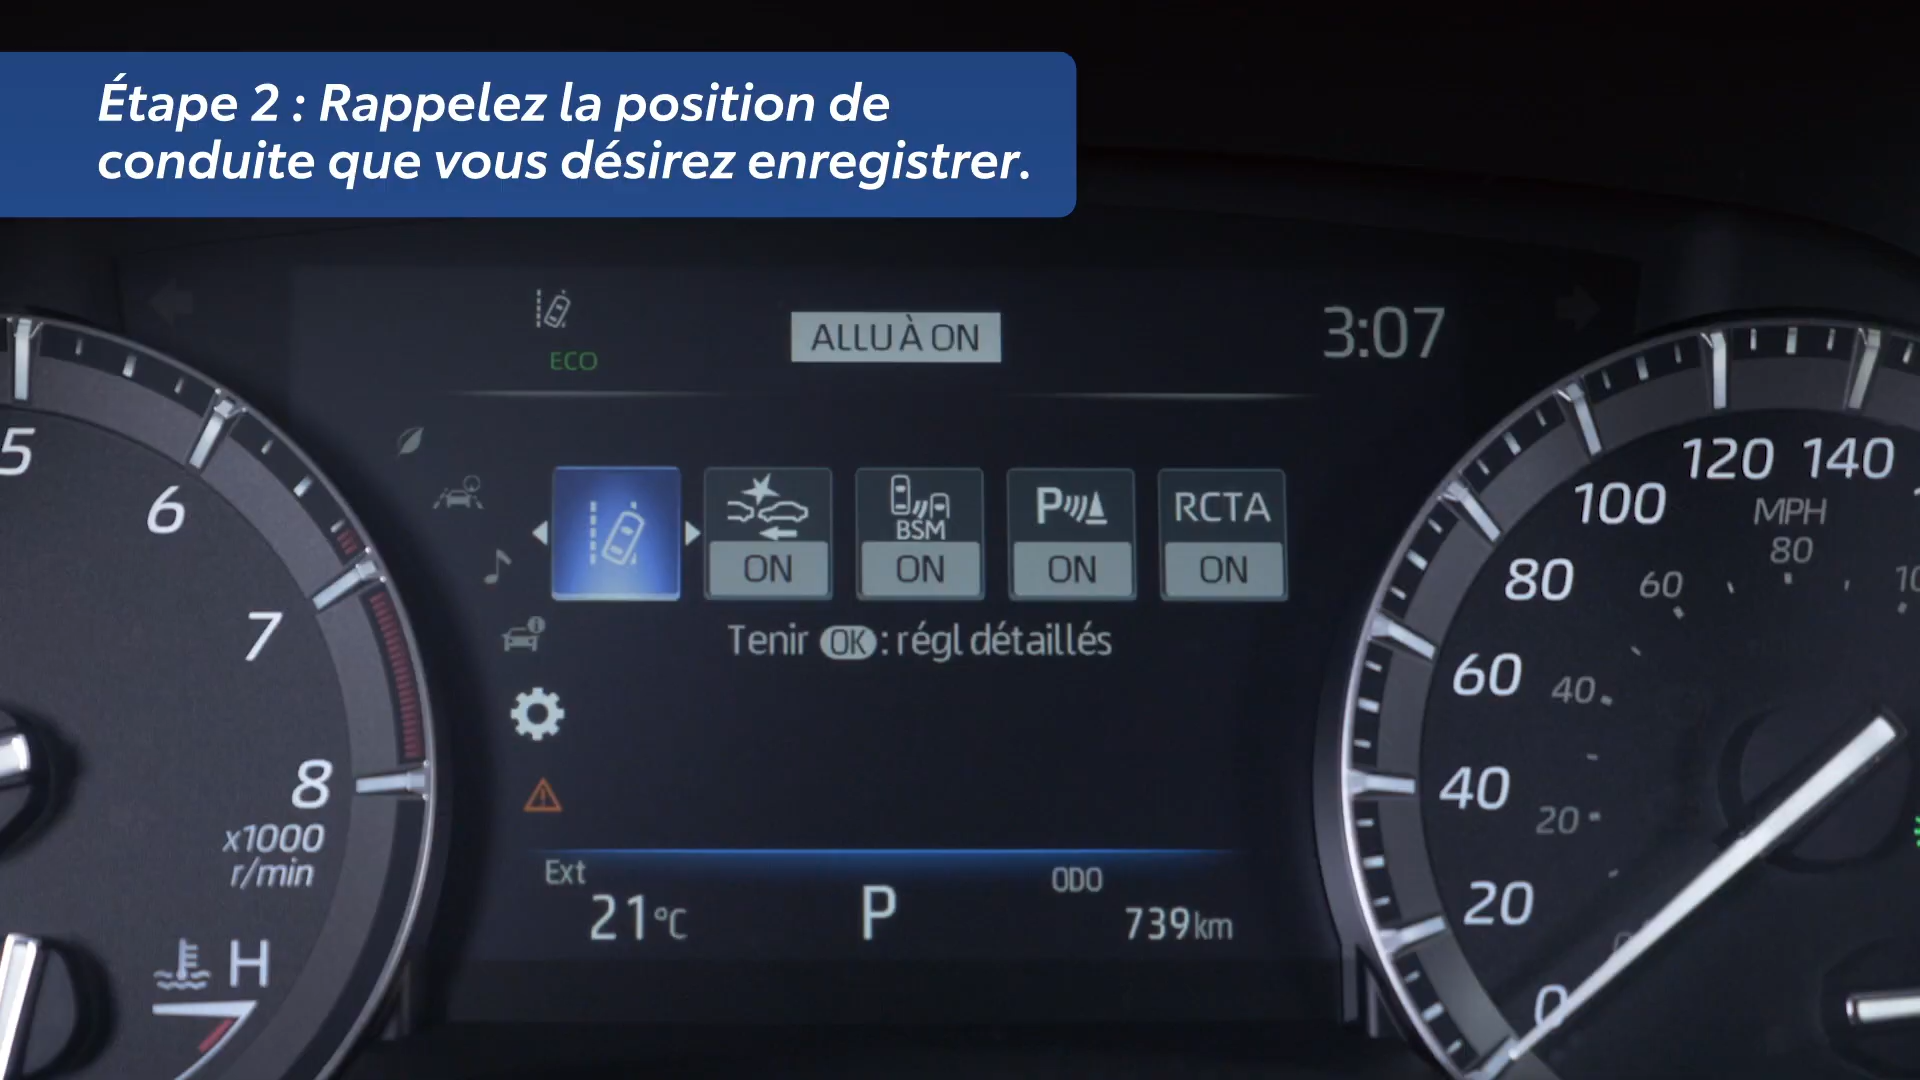 Étape 2 : Rappelez la position de
conduite que vous désirez enregistrer.
ALLU À ON
3:07
ECO
BSM
P
RCTA
ON
ON
ON
ON
Tenir OK : régl détaillés
Ext
21°C
P
ODO
739km
5
6
7
8
x1000
r/min
H
0
20
40
60
80
100
120
140
MPH
20
40
60
80